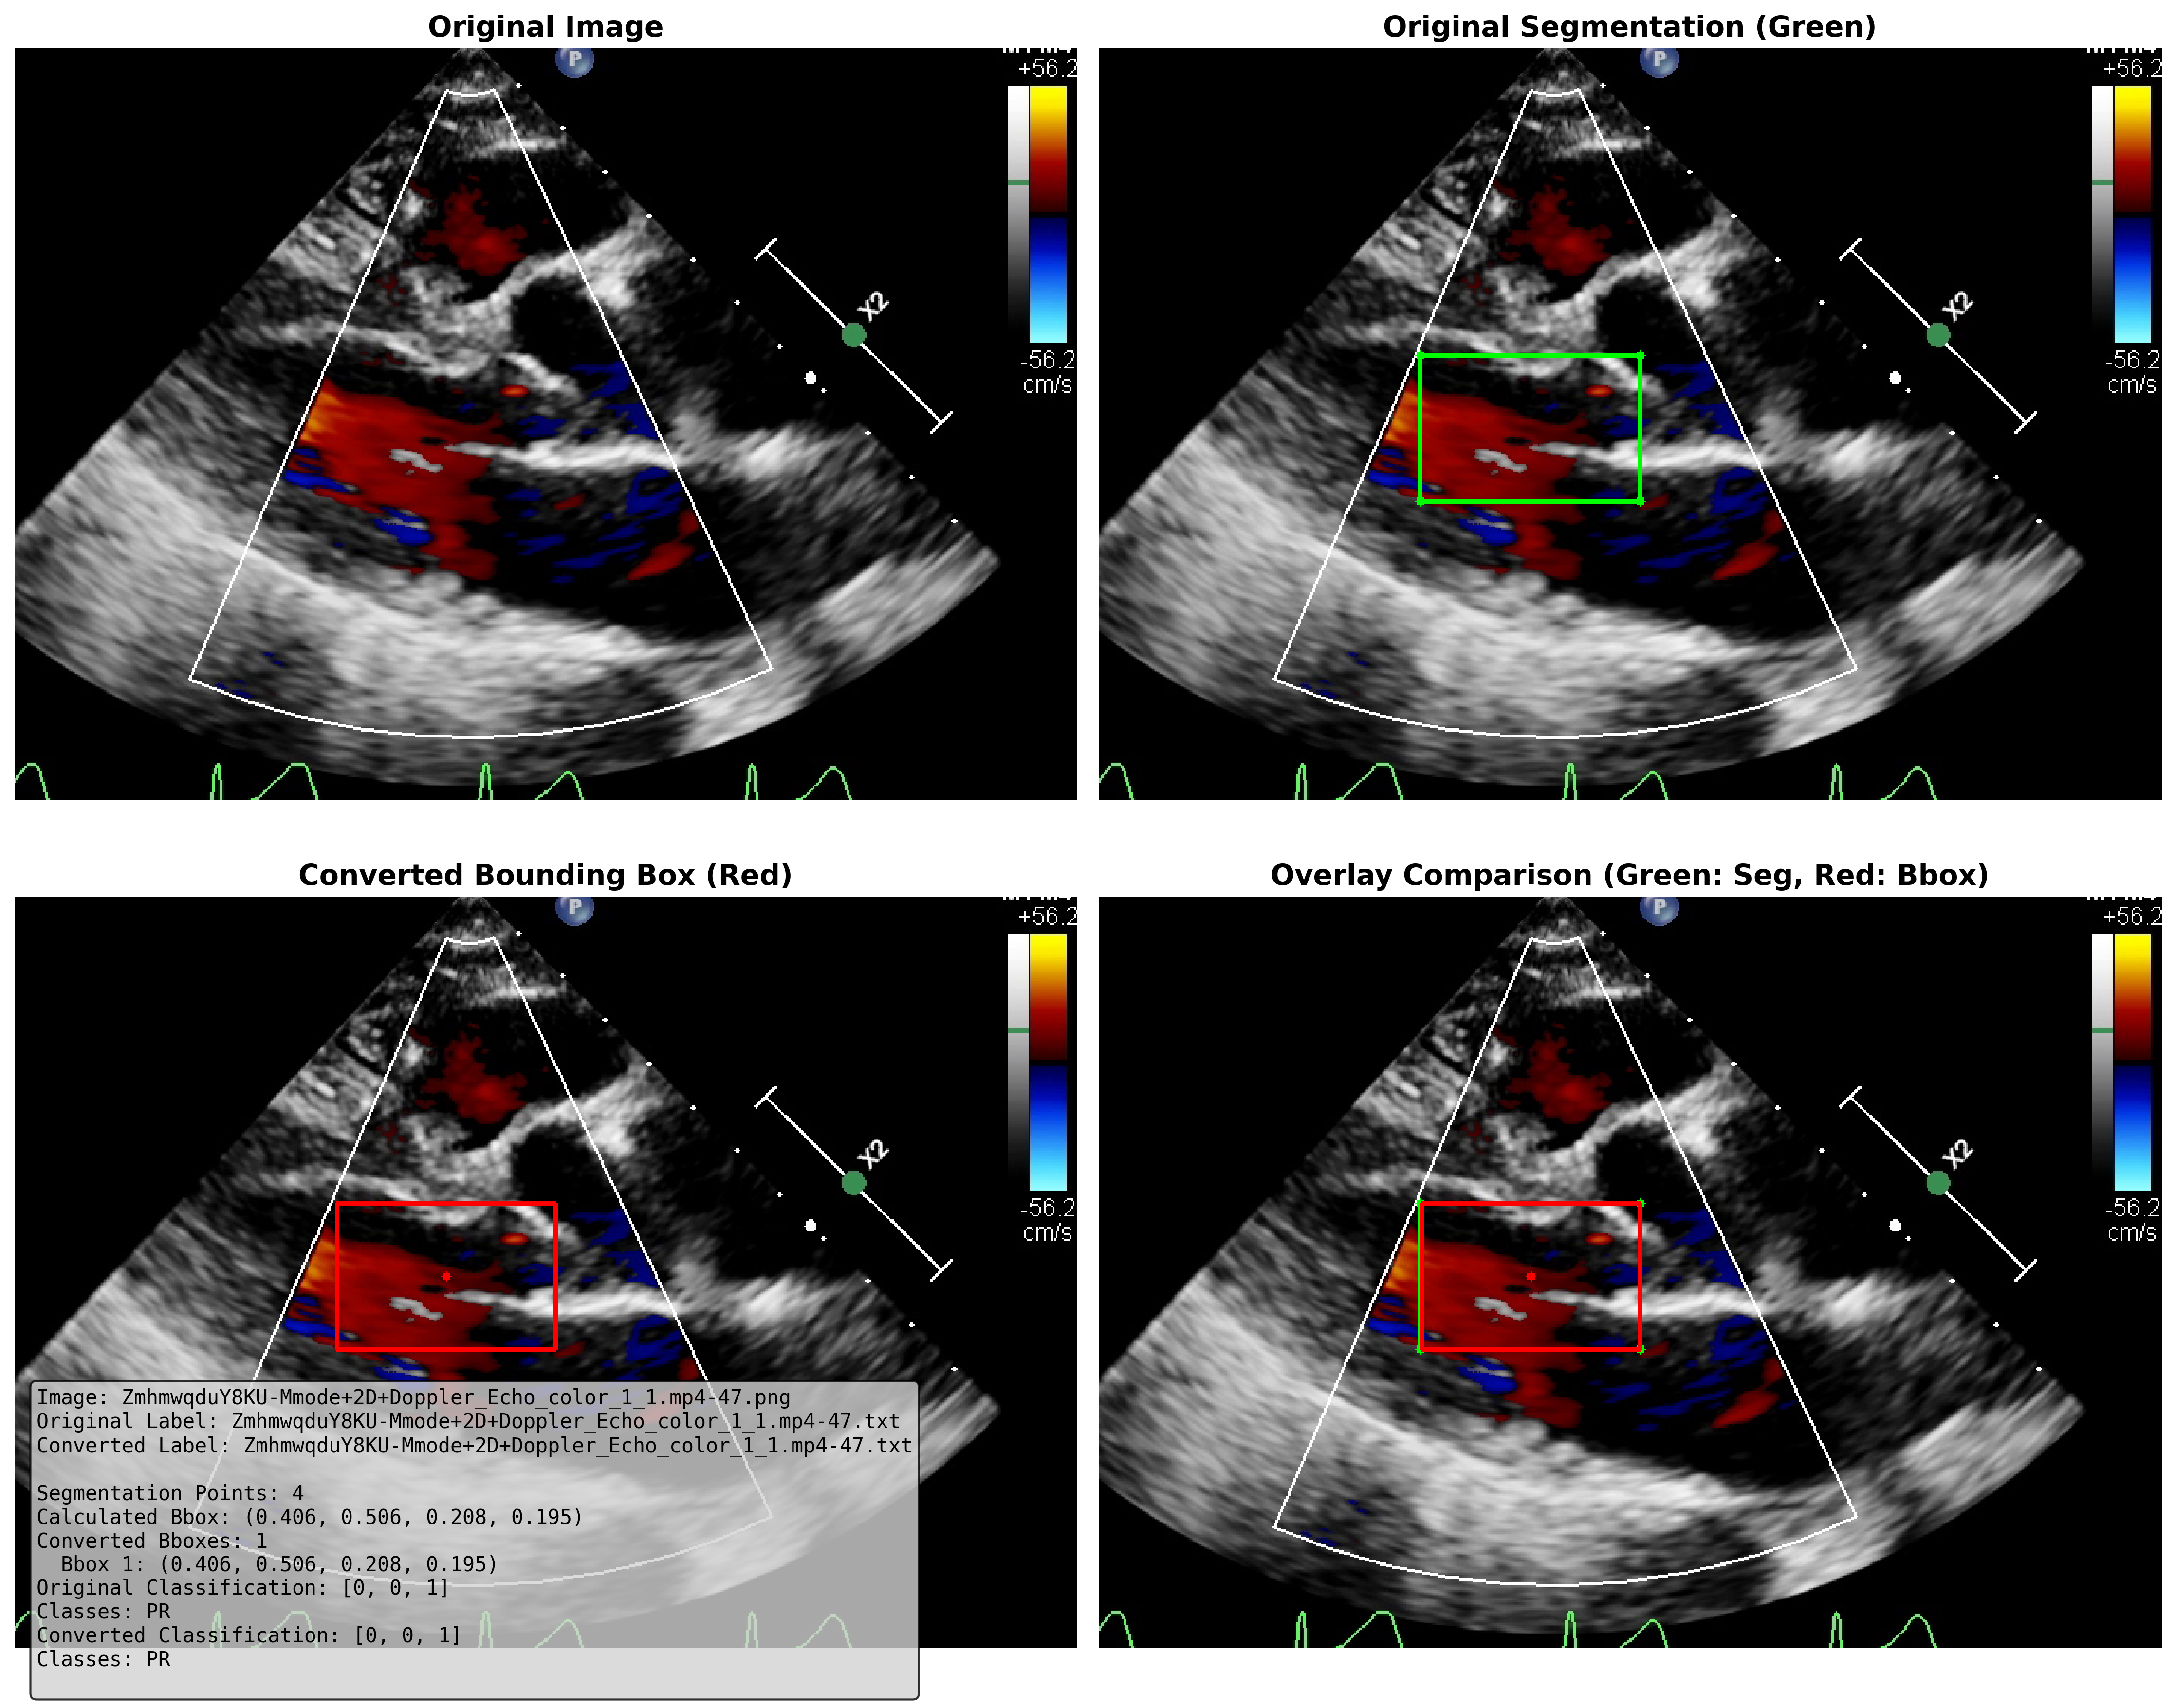 Original Image
Original Segmentation (Green)
P
+56.2
-56.2
cm/s
X2
P
+56.2
-56.2
cm/s
X2
Converted Bounding Box (Red)
Overlay Comparison (Green: Seg, Red: Bbox)
P
+56.2
-56.2
cm/s
X2
P
+56.2
-56.2
cm/s
X2
Image: ZmhmwqduY8KU-Mmode+2D+Doppler_Echo_color_1_1.mp4-47.png
Original Label: ZmhmwqduY8KU-Mmode+2D+Doppler_Echo_color_1_1.mp4-47.txt
Converted Label: ZmhmwqduY8KU-Mmode+2D+Doppler_Echo_color_1_1.mp4-47.txt
Segmentation Points: 4
Calculated Bbox: (0.406, 0.506, 0.208, 0.195)
Converted Bboxes: 1
Bbox 1: (0.406, 0.506, 0.208, 0.195)
Original Classification: [0, 0, 1]
Classes: PR
Converted Classification: [0, 0, 1]
Classes: PR